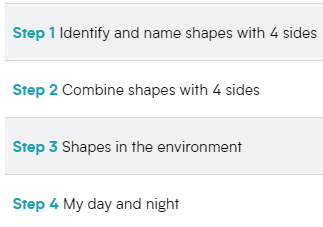 Step 1 Identify and name shapes with 4 sides
Step 2 Combine shapes with 4 sides
Step 3 Shapes in the environment
Step 4 My day and night